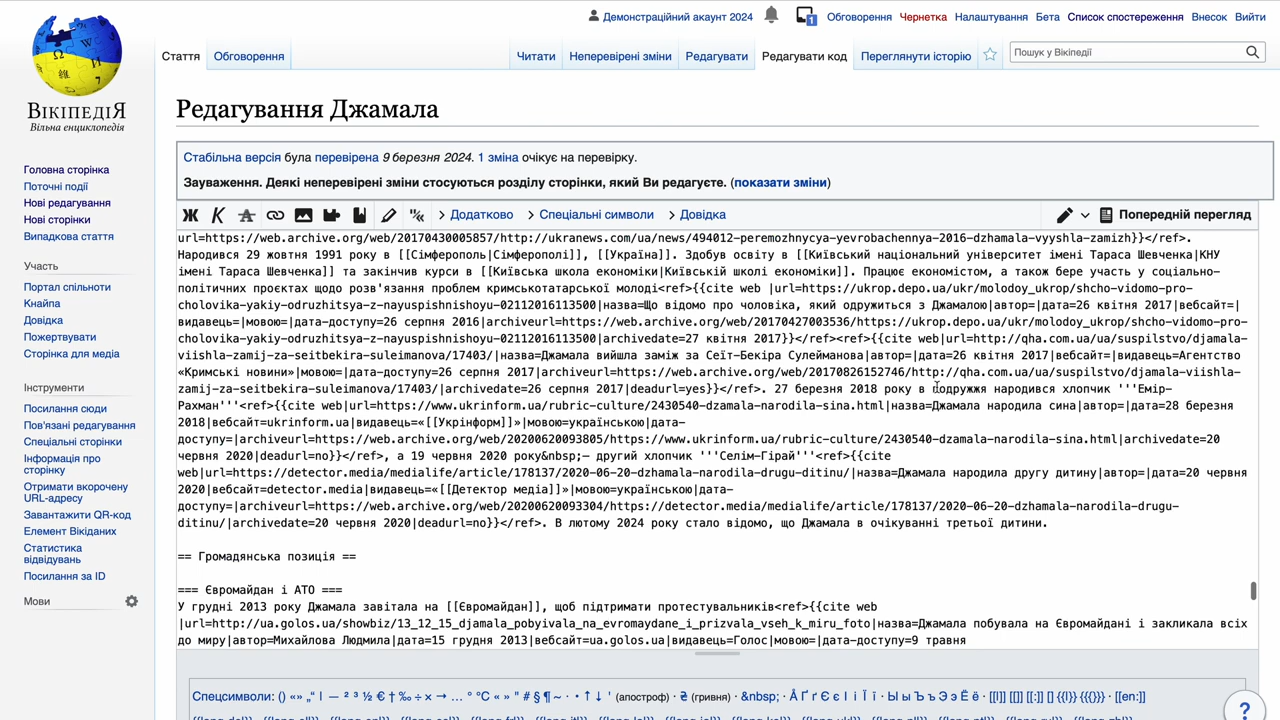 Демонстраційний акаунт 2024
1
Обговорення
Чернетка
Налаштування
Бета
Список спостереження
Внесок
Вийти
ВікіпедіЯ
Вільна енциклопедія
Стаття
Обговорення
Читати
Неперевірені зміни
Редагувати
Редагувати код
Переглянути історію
Пошук у Вікіпедії
Головна сторінка
Поточні події
Нові редагування
Нові сторінки
Випадкова стаття
Участь
Портал спільноти
Кнайпа
Довідка
Пожертвувати
Сторінка для медіа
Інструменти
Посилання сюди
Пов'язані редагування
Спеціальні сторінки
Інформація про
сторінку
Отримати вкорочену
URL-адресу
Завантажити QR-код
Елемент Вікіданих
Статистика
відвідувань
Посилання за ID
Мови
Редагування Джамала
Стабільна версія була перевірена 9 березня 2024. 1 зміна очікує на перевірку.
Зауваження. Деякі неперевірені зміни стосуються розділу сторінки, який Ви редагуєте. (показати зміни)
Ж К A Додатково Спеціальні символи Довідка Попередній перегляд
url=https://web.archive.org/web/20170430005857/http://ukranews.com/ua/news/494012-peremozhnycya-yevrobachennya-2016-dzhamala-vyyshla-zamizh}}</ref>.
Народився 29 жовтня 1991 року в [[Сімферополь|Сімферополі]], [[Україна]]. Здобув освіту в [[Київський національний університет імені Тараса Шевченка|КНУ
імені Тараса Шевченка]] та закінчив курси в [[Київська школа економіки|Київській школі економіки]]. Працює економістом, а також бере участь у соціально-
політичних проєктах щодо розв'язання проблем кримськотатарської молоді<ref>{{cite web |url=https://ukrop.depo.ua/ukr/molodoy_ukrop/shcho-vidomo-pro-
cholovika-yakiy-odruzhitsya-z-nayuspishnishoyu-02112016113500|назва=Що відомо про чоловіка, який одружиться з Джамалою|автор=|дата=26 квітня 2017|вебсайт=|
видавець=|мовою=|дата-доступу=26 серпня 2016|archiveurl=https://web.archive.org/web/20170427003536/https://ukrop.depo.ua/ukr/molodoy_ukrop/shcho-vidomo-pro-
cholovika-yakiy-odruzhitsya-z-nayuspishnishoyu-02112016113500|archivedate=27 квітня 2017}}</ref><ref>{{cite web|url=http://qha.com.ua/ua/suspilstvo/djamala-
viishla-zamij-za-seitbekira-suleimanova/17403/|назва=Джамала вийшла заміж за Сеїт-Бекіра Сулейманова|автор=|дата=26 квітня 2017|вебсайт=|видавець=Агентство
«Кримські новини»|мовою=|дата-доступу=26 серпня 2017|archiveurl=https://web.archive.org/web/20170826152746/http://qha.com.ua/ua/suspilstvo/djamala-viishla-
zamij-za-seitbekira-suleimanova/17403/|archivedate=26 серпня 2017|deadurl=yes}}</ref>. 27 березня 2018 року в подружжя народився хлопчик '''Емір-
Рахман'''<ref>{{cite web|url=https://www.ukrinform.ua/rubric-culture/2430540-dzamala-narodila-sina.html|назва=Джамала народила сина|автор=|дата=28 березня
2018|вебсайт=ukrinform.ua|видавець=«[[Укрінформ]]»|мовою=українською|дата-
доступу=|archiveurl=https://web.archive.org/web/20200620093805/https://www.ukrinform.ua/rubric-culture/2430540-dzamala-narodila-sina.html|archivedate=20
червня 2020|deadurl=no}}</ref>, а 19 червня 2020 року&nbsp;— другий хлопчик '''Селім-Гірай'''<ref>{{cite
web|url=https://detector.media/medialife/article/178137/2020-06-20-dzhamala-narodila-drugu-ditinu/|назва=Джамала народила другу дитину|автор=|дата=20 червня
2020|вебсайт=detector.media|видавець=«[[Детектор медіа]]»|мовою=українською|дата-
доступу=|archiveurl=https://web.archive.org/web/20200620093304/https://detector.media/medialife/article/178137/2020-06-20-dzhamala-narodila-drugu-
ditinu/|archivedate=20 червня 2020|deadurl=no}}</ref>. В лютому 2024 року стало відомо, що Джамала в очікуванні третьої дитини.
== Громадянська позиція ==
=== Євромайдан і АТО ===
У грудні 2013 року Джамала завітала на [[Євромайдан]], щоб підтримати протестувальників<ref>{{cite web
|url=http://ua.golos.ua/showbiz/13_12_15_djamala_pobyivala_na_evromaydane_i_prizvala_vseh_k_miru_foto|назва=Джамала побувала на Євромайдані і закликала всіх
до миру|автор=Михайлова Людмила|дата=15 грудня 2013|вебсайт=ua.golos.ua|видавець=Голос|мовою=|дата-доступу=9 травня
Спецсимволи: () «» „“ | — ² ³ ½ € † ‰ ÷ × → … ° °C « » " # § ¶ ~ · • ↑ ↓ ' (апостроф) · ₴ (гривня) · &nbsp; · Å Ґ ґ Є є І і Ї ї · Ы ы Ъ ъ Э э Ё ё · [[|]] [[]] [[:]] [] {{|}} {{{}}} · [[en:]]
?